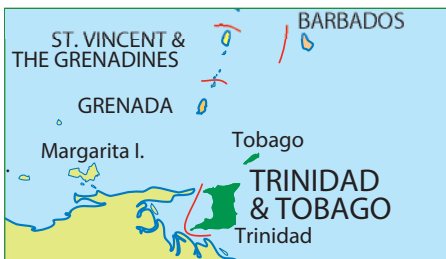 BARBADOS
ST. VINCENT &
THE GRENADINES
GRENADA
Tobago
Margarita I.
TRINIDAD
& TOBAGO
Trinidad